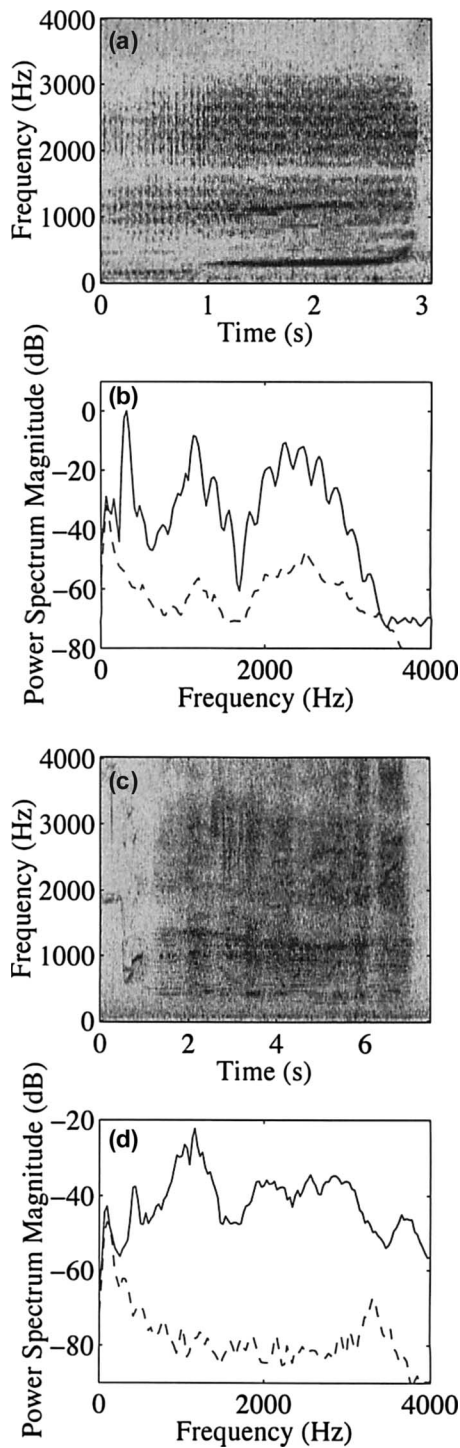 4000
(a)
3000
2000
1000
0
Frequency (Hz)
0 1 2 3
Time (s)
(b)
0
−20
−40
−60
−80
Power Spectrum Magnitude (dB)
0 2000 4000
Frequency (Hz)
4000
(c)
3000
2000
1000
0
Frequency (Hz)
0 2 4 6
Time (s)
−20
(d)
−40
−60
−80
Power Spectrum Magnitude (dB)
0 2000 4000
Frequency (Hz)